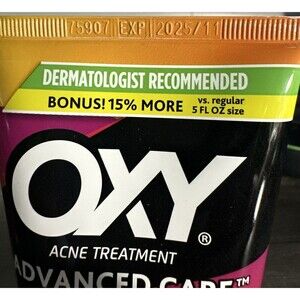 75907 EXP 2025/11
DERMATOLOGIST RECOMMENDED
BONUS! 15% MORE vs. regular
5 FL OZ size
OXY®
ACNE TREATMENT
ADVANCED CARE™